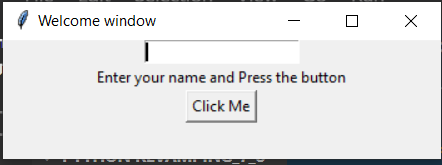 Welcome window
Enter your name and Press the button
Click Me